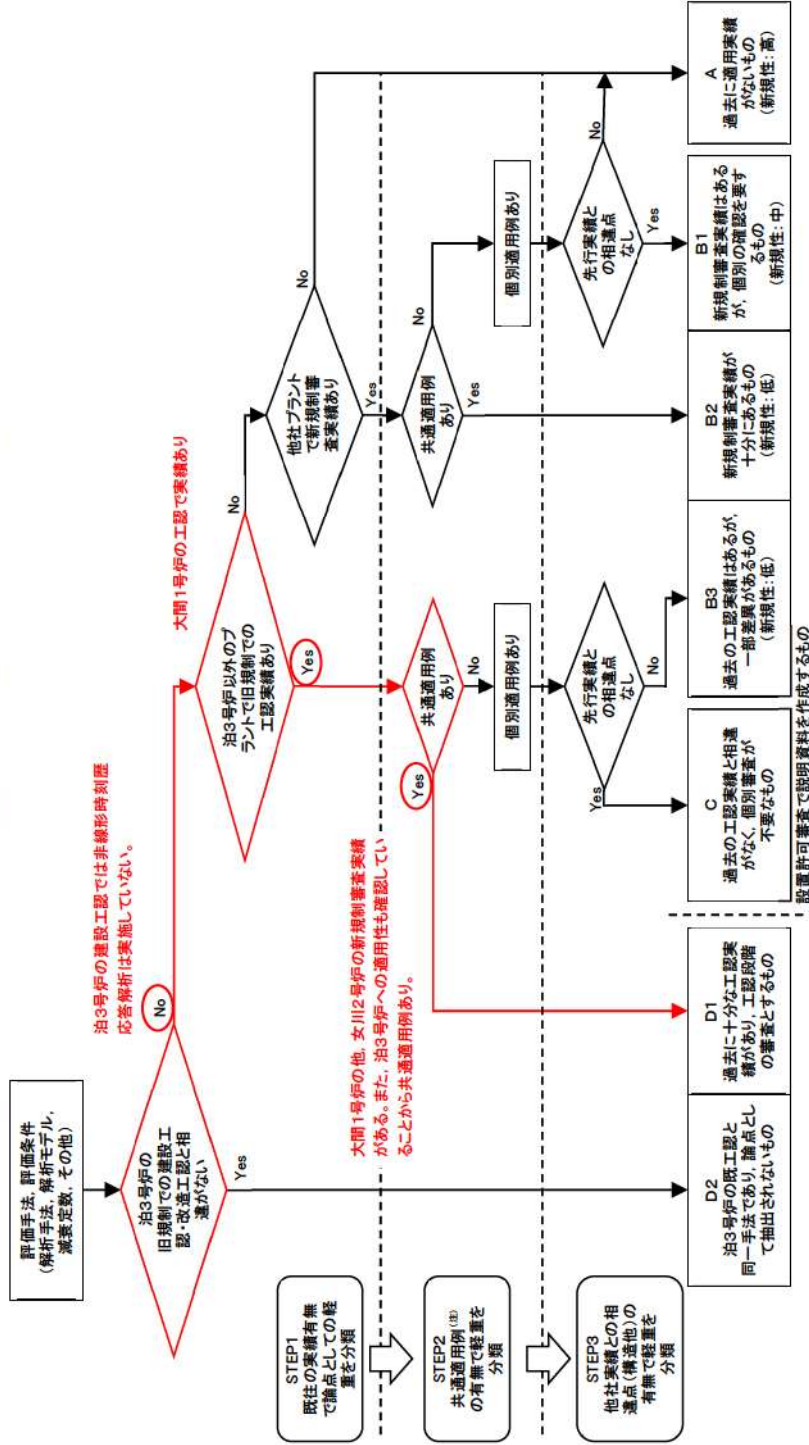 評価手法，評価条件
(解析手法，解析モデル，
減衰定数，その他)
泊3号炉の
旧規制での建設工
認・改造工認と相
違がない
No
Yes
泊3号炉の建設工認では非線形時刻歴
応答解析は実施していない。
泊3号炉以外のプ
ラントで旧規制での
工認実績あり
Yes
No
大間1号炉の工認で実績あり
他社プラント
で新規制審
査実績あり
Yes
No
STEP1
既往の実績有無
で論点としての軽
重を分類
STEP2
共通適用例(注)
の有無で軽重を
分類
STEP3
他社実績との相
違点(構造他)の
有無で軽重を
分類
大間1号炉の他，女川2号炉の新規制審査実績
がある。また，泊3号炉への適用性も確認してい
ることから共通適用例あり。
共通適用例
あり
Yes
No
個別適用例あり
先行実績と
の相違点
なし
Yes
No
共通適用例
あり
Yes
No
個別適用例あり
先行実績と
の相違点
なし
Yes
No
D2
泊3号炉の既工認と
同一手法であり，論点とし
て抽出されないもの
D1
過去に十分な工認実
績があり，工認段階
の審査とするもの
C
過去の工認実績と相違
がなく，個別審査が
不要なもの
B3
過去の工認実績はあるが，
一部差異があるもの
(新規性：低)
B2
新規制審査実績が
十分にあるもの
(新規性：低)
B1
新規制審査実績はある
が，個別の確認を要す
るもの
(新規性：中)
A
過去に適用実績
がないもの
(新規性：高)
設置許可審査で説明資料を作成するもの